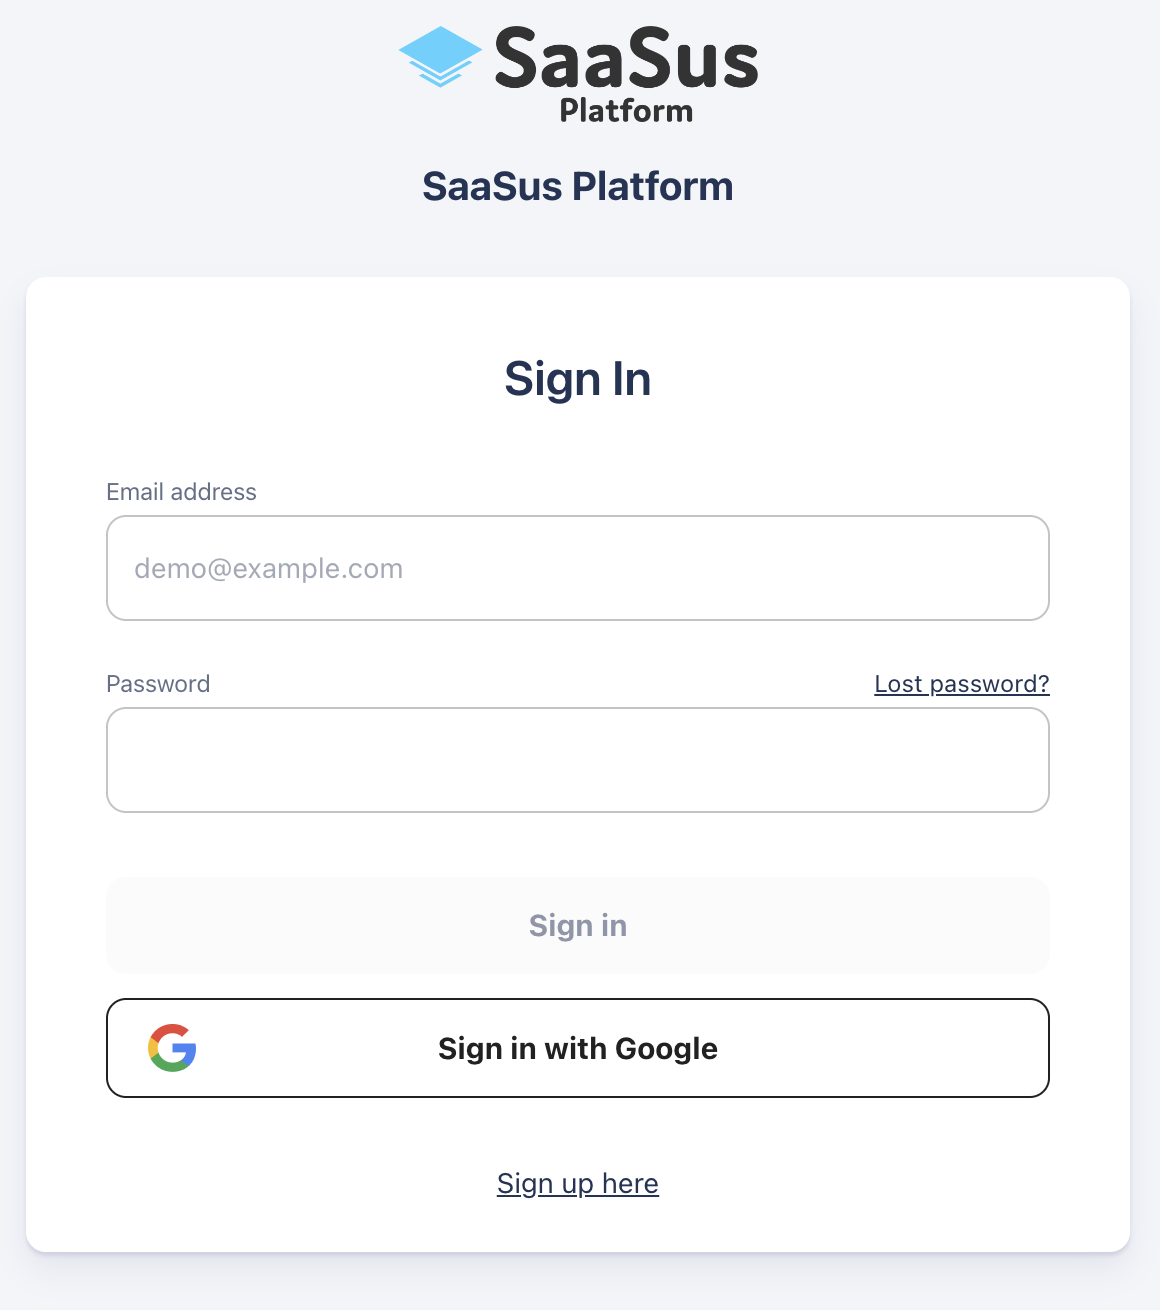 SaaSus
Platform
SaaSus Platform
Sign In
Email address
demo@example.com
Password Lost password?
Sign in
Sign in with Google
Sign up here